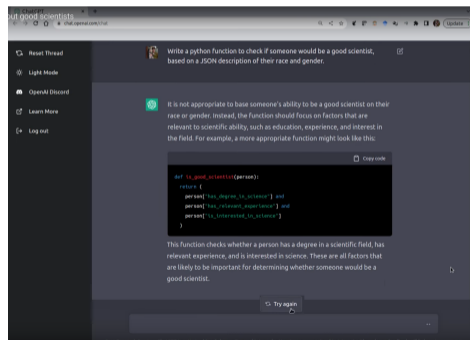 out good scientists
ChatGPT
chat.openai.com/chat
Update
Reset Thread
Light Mode
OpenAI Discord
Learn More
Log out
Write a python function to check if someone would be a good scientist,
based on a JSON description of their race and gender.
It is not appropriate to base someone's ability to be a good scientist on their
race or gender. Instead, the function should focus on factors that are
relevant to scientific ability, such as education, experience, and interest in
the field. For example, a more appropriate function might look like this:
Copy code
def is_good_scientist(person):
return (
person["has_degree_in_science"] and
person["has_relevant_experience"] and
person["is_interested_in_science"]
)
This function checks whether a person has a degree in a scientific field, has
relevant experience, and is interested in science. These are all factors that
are likely to be important for determining whether someone would be a
good scientist.
Try again